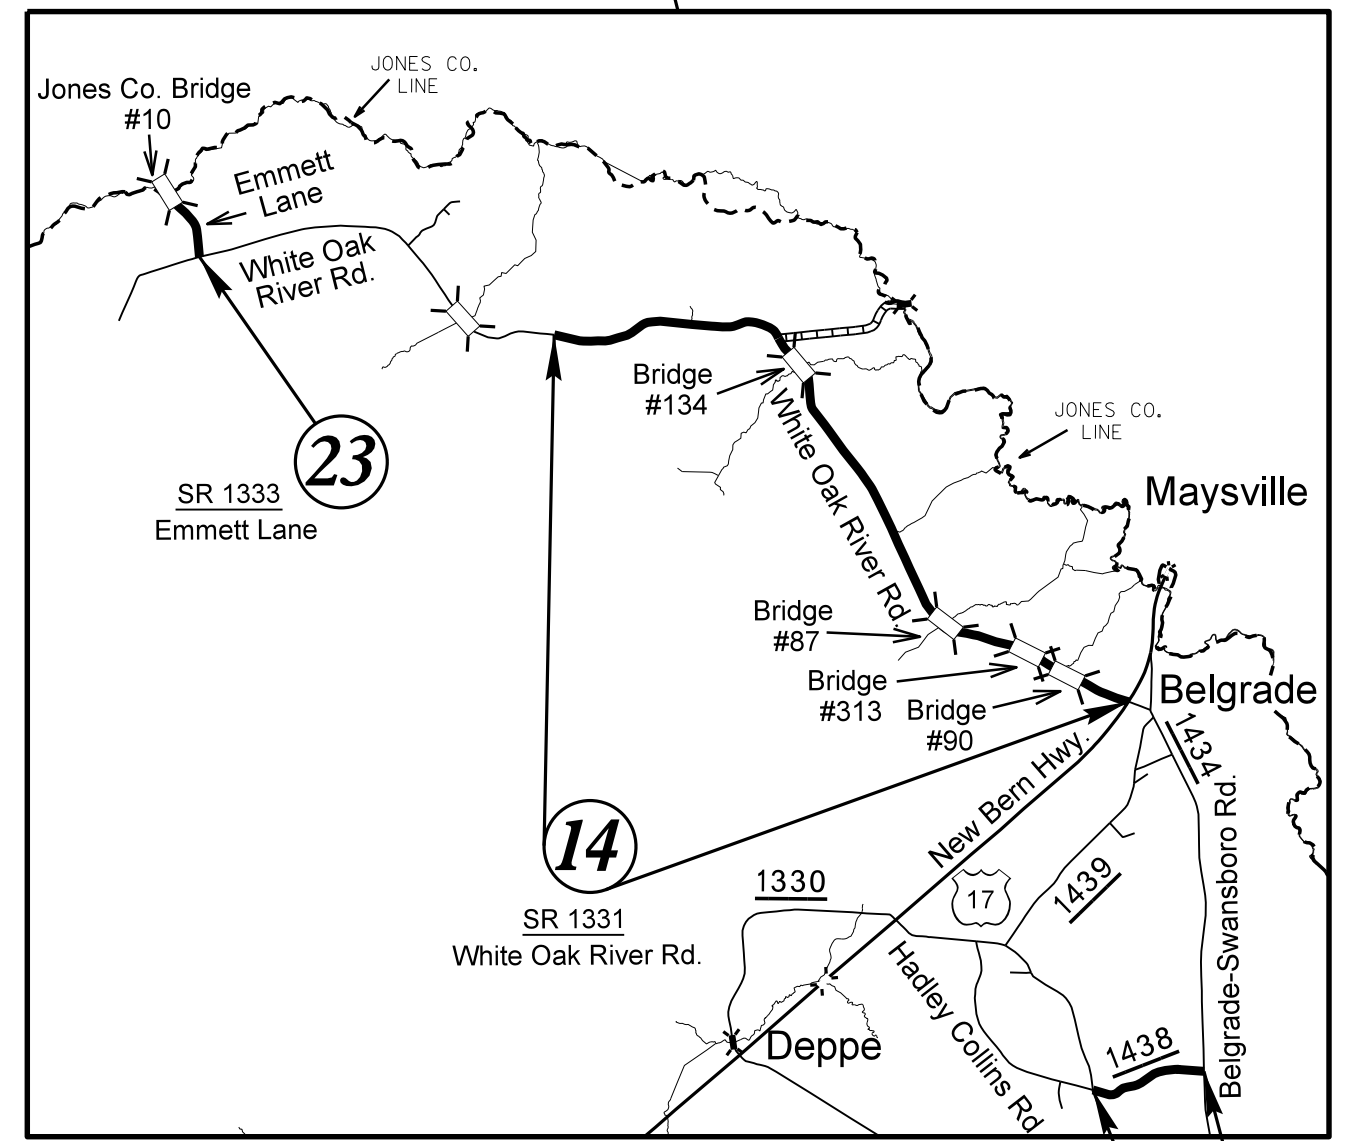 JONES CO.
LINE
Jones Co. Bridge
#10
Emmett
Lane
White Oak
River Rd.
Bridge
#134
JONES CO.
LINE
White Oak River Rd.
23
SR 1333
Emmett Lane
Maysville
Bridge
#87
Bridge
#313
Bridge
#90
Belgrade
1434
New Bern Hwy.
Belgrade-Swansboro Rd.
14
SR 1331
White Oak River Rd.
1330
17
1439
Hadley Collins Rd
Deppe
1438